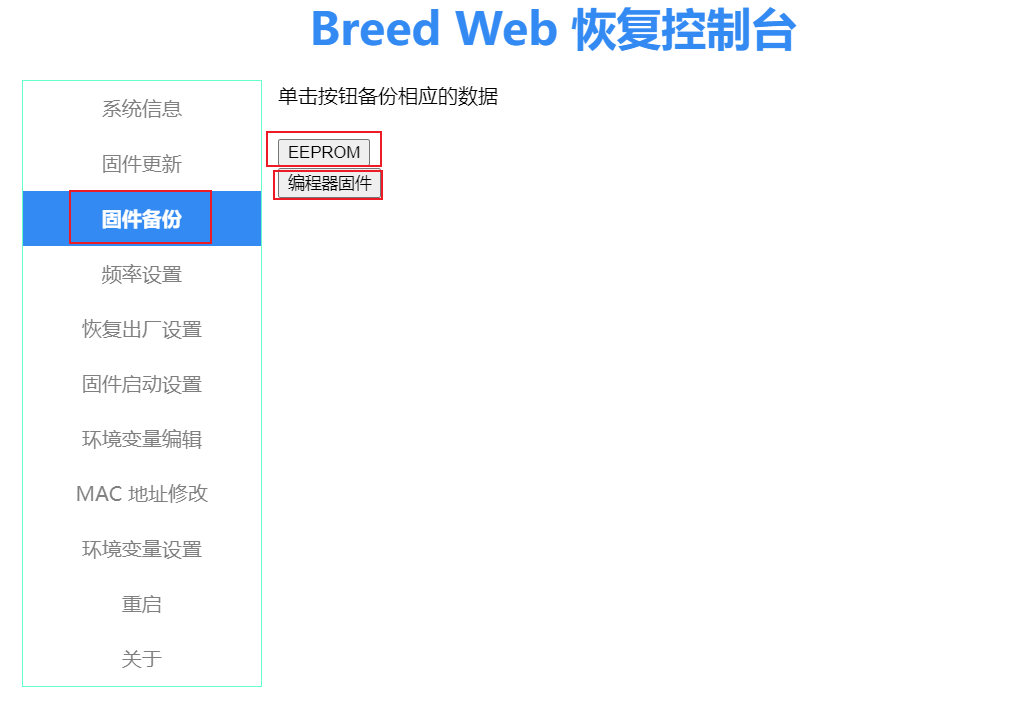 Breed Web 恢复控制台
系统信息
固件更新
固件备份
频率设置
恢复出厂设置
固件启动设置
环境变量编辑
MAC 地址修改
环境变量设置
重启
关于
单击按钮备份相应的数据
EEPROM
编程器固件